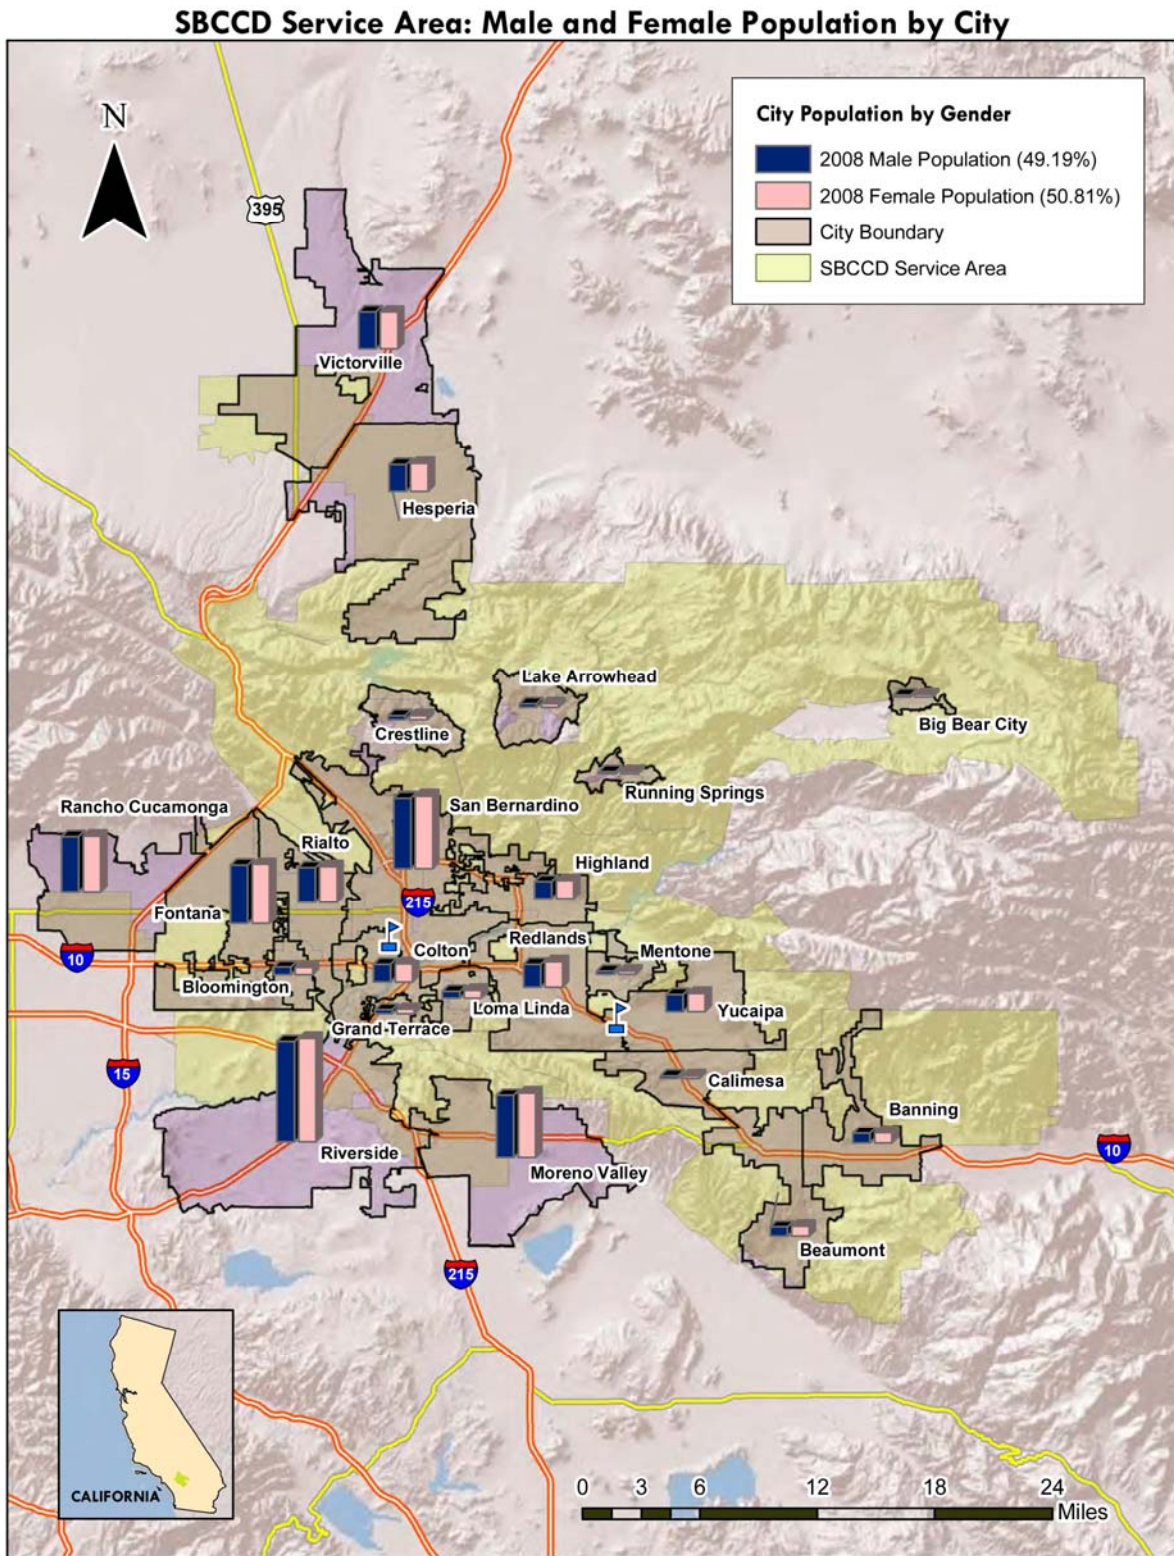 SBCCD Service Area: Male and Female Population by City
N
City Population by Gender
2008 Male Population (49.19%)
2008 Female Population (50.81%)
City Boundary
SBCCD Service Area
395
Victorville
Hesperia
Lake Arrowhead
Crestline
Big Bear City
Running Springs
Rancho Cucamonga
San Bernardino
Rialto
Highland
215
Fontana
Colton
Redlands
Mentone
10
Bloomington
Loma Linda
Yucaipa
Grand Terrace
15
Calimesa
Banning
Riverside
10
Moreno Valley
Beaumont
215
CALIFORNIA
0 3 6 12 18 24
Miles